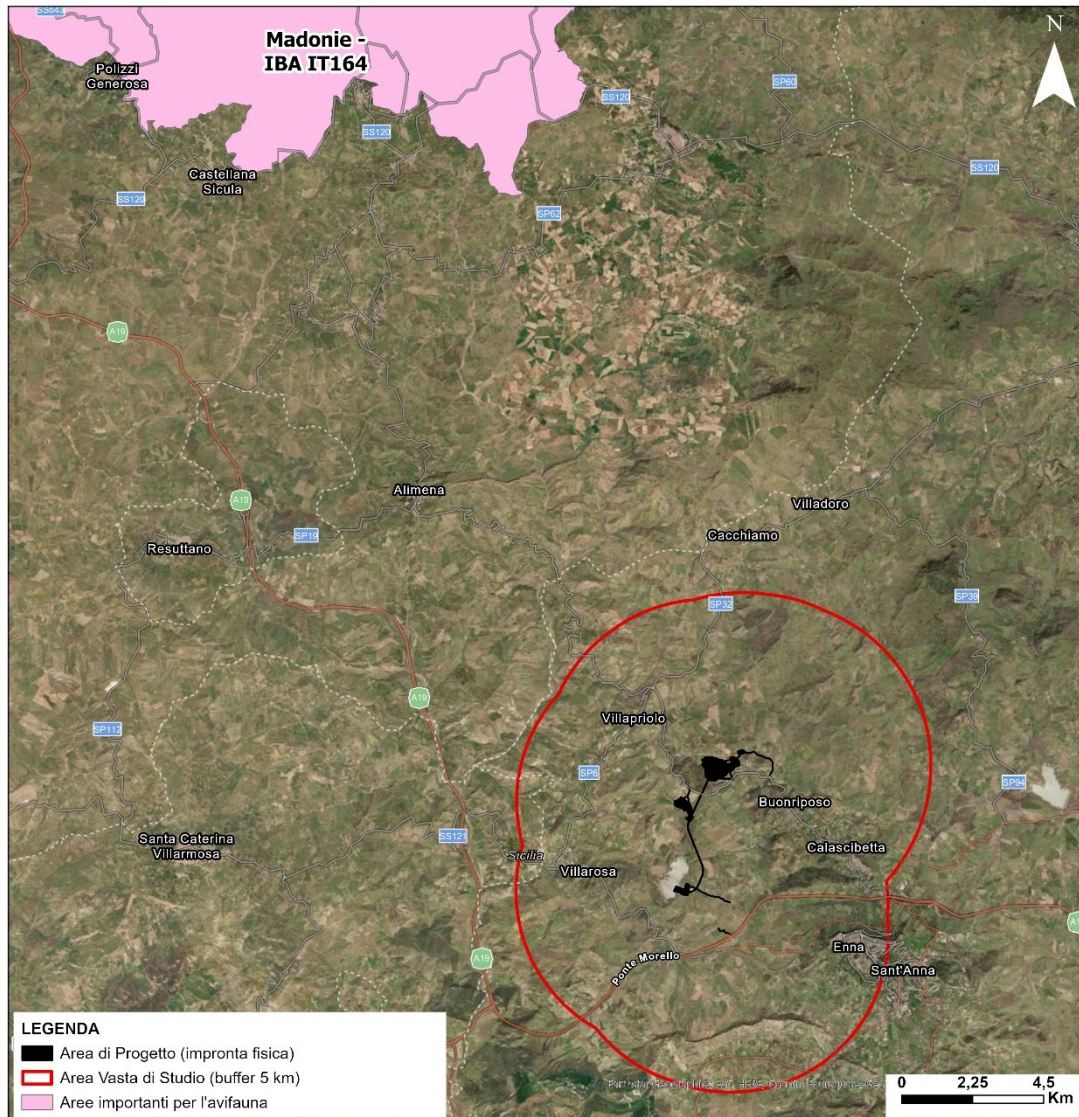 SS643
Madonie -
IBA IT164
N
Polizzi
Generosa
SP60
SS120
SS120
Castellana
Sicula
SS120
SS120
SP62
A19
Alimena
A19
Villadoro
Resuttano
SP19
Cacchiamo
SP32
SP39
A19
Villapriolo
SP112
SP6
SP94
Buonriposo
Santa Caterina
Villarmosa
SS121
Calascibetta
Sicilia
Villarosa
A1
Enna
A19
Ponte Morello
Sant'Anna
LEGENDA
Area di Progetto (impronta fisica)
Area Vasta di Studio (buffer 5 km)
Aree importanti per l'avifauna
0 2,25 4,5
Km